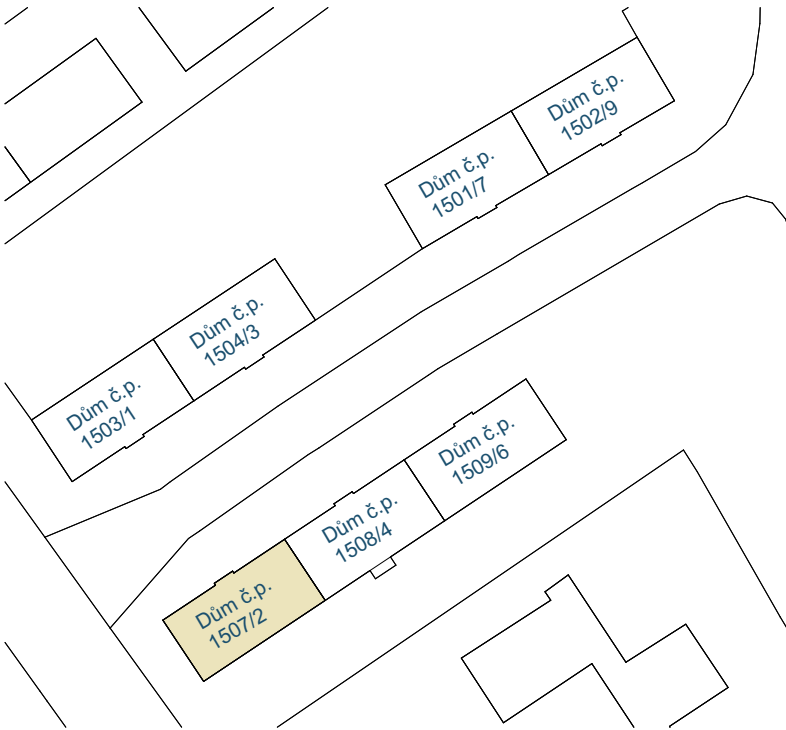 Dům č.p.
1502/9
Dům č.p.
1501/7
Dům č.p.
1504/3
Dům č.p.
1503/1
Dům č.p.
1509/6
Dům č.p.
1508/4
Dům č.p.
1507/2